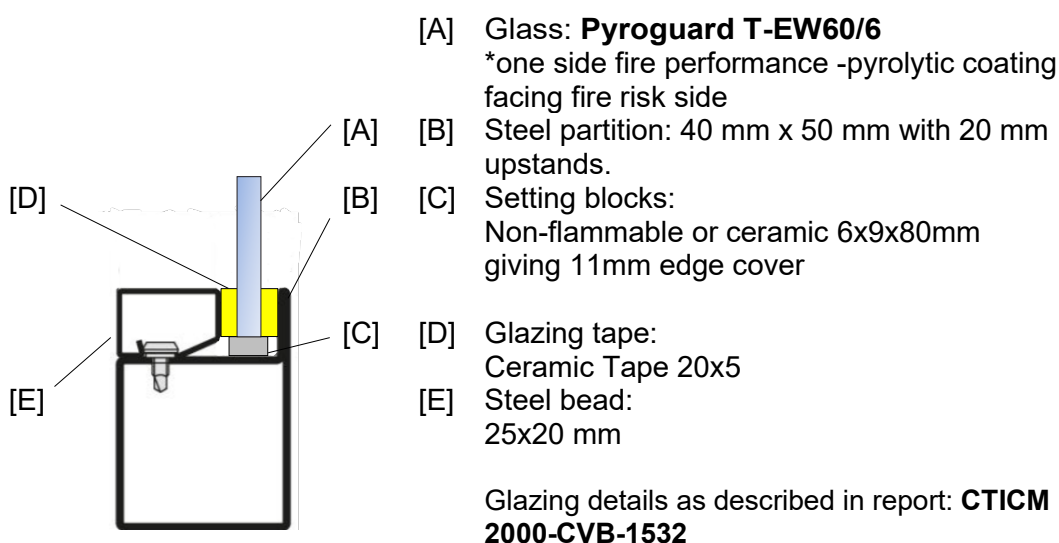 [A] Glass: Pyroguard T-EW60/6
*one side fire performance -pyrolytic coating
facing fire risk side
[A] [B] Steel partition: 40 mm x 50 mm with 20 mm
upstands.
[D] [B] [C] Setting blocks:
Non-flammable or ceramic 6x9x80mm
giving 11mm edge cover
[C] [D] Glazing tape:
Ceramic Tape 20x5
[E] [E] Steel bead:
25x20 mm
Glazing details as described in report: CTICM
2000-CVB-1532